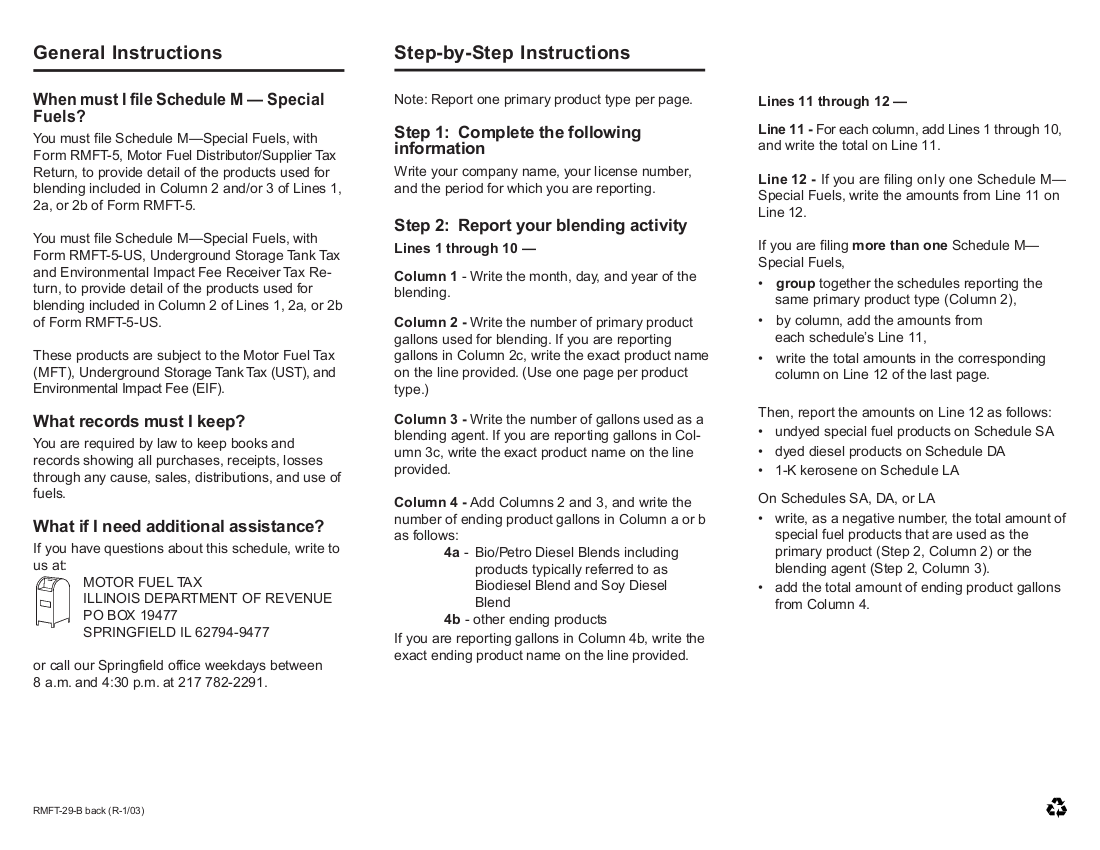 General Instructions
When must I file Schedule M — Special
Fuels?
You must file Schedule M—Special Fuels, with
Form RMFT-5, Motor Fuel Distributor/Supplier Tax
Return, to provide detail of the products used for
blending included in Column 2 and/or 3 of Lines 1,
2a, or 2b of Form RMFT-5.
You must file Schedule M—Special Fuels, with
Form RMFT-5-US, Underground Storage Tank Tax
and Environmental Impact Fee Receiver Tax Re-
turn, to provide detail of the products used for
blending included in Column 2 of Lines 1, 2a, or 2b
of Form RMFT-5-US.
These products are subject to the Motor Fuel Tax
(MFT), Underground Storage Tank Tax (UST), and
Environmental Impact Fee (EIF).
What records must I keep?
You are required by law to keep books and
records showing all purchases, receipts, losses
through any cause, sales, distributions, and use of
fuels.
What if I need additional assistance?
If you have questions about this schedule, write to
us at:
MOTOR FUEL TAX
ILLINOIS DEPARTMENT OF REVENUE
PO BOX 19477
SPRINGFIELD IL 62794-9477
or call our Springfield office weekdays between
8 a.m. and 4:30 p.m. at 217 782-2291.
Step-by-Step Instructions
Note: Report one primary product type per page.
Step 1:  Complete the following
information
Write your company name, your license number,
and the period for which you are reporting.
Step 2:  Report your blending activity
Lines 1 through 10 —
Column 1 - Write the month, day, and year of the
blending.
Column 2 - Write the number of primary product
gallons used for blending. If you are reporting
gallons in Column 2c, write the exact product name
on the line provided. (Use one page per product
type.)
Column 3 - Write the number of gallons used as a
blending agent. If you are reporting gallons in Col-
umn 3c, write the exact product name on the line
provided.
Column 4 - Add Columns 2 and 3, and write the
number of ending product gallons in Column a or b
as follows:
4a - Bio/Petro Diesel Blends including
products typically referred to as
Biodiesel Blend and Soy Diesel
Blend
4b - other ending products
If you are reporting gallons in Column 4b, write the
exact ending product name on the line provided.
Lines 11 through 12 —
Line 11 - For each column, add Lines 1 through 10,
and write the total on Line 11.
Line 12 - If you are filing only one Schedule M—
Special Fuels, write the amounts from Line 11 on
Line 12.
If you are filing more than one Schedule M—
Special Fuels,
• group together the schedules reporting the
same primary product type (Column 2),
• by column, add the amounts from
each schedule's Line 11,
• write the total amounts in the corresponding
column on Line 12 of the last page.
Then, report the amounts on Line 12 as follows:
• undyed special fuel products on Schedule SA
• dyed diesel products on Schedule DA
• 1-K kerosene on Schedule LA
On Schedules SA, DA, or LA
• write, as a negative number, the total amount of
special fuel products that are used as the
primary product (Step 2, Column 2) or the
blending agent (Step 2, Column 3).
• add the total amount of ending product gallons
from Column 4.
RMFT-29-B back (R-1/03)